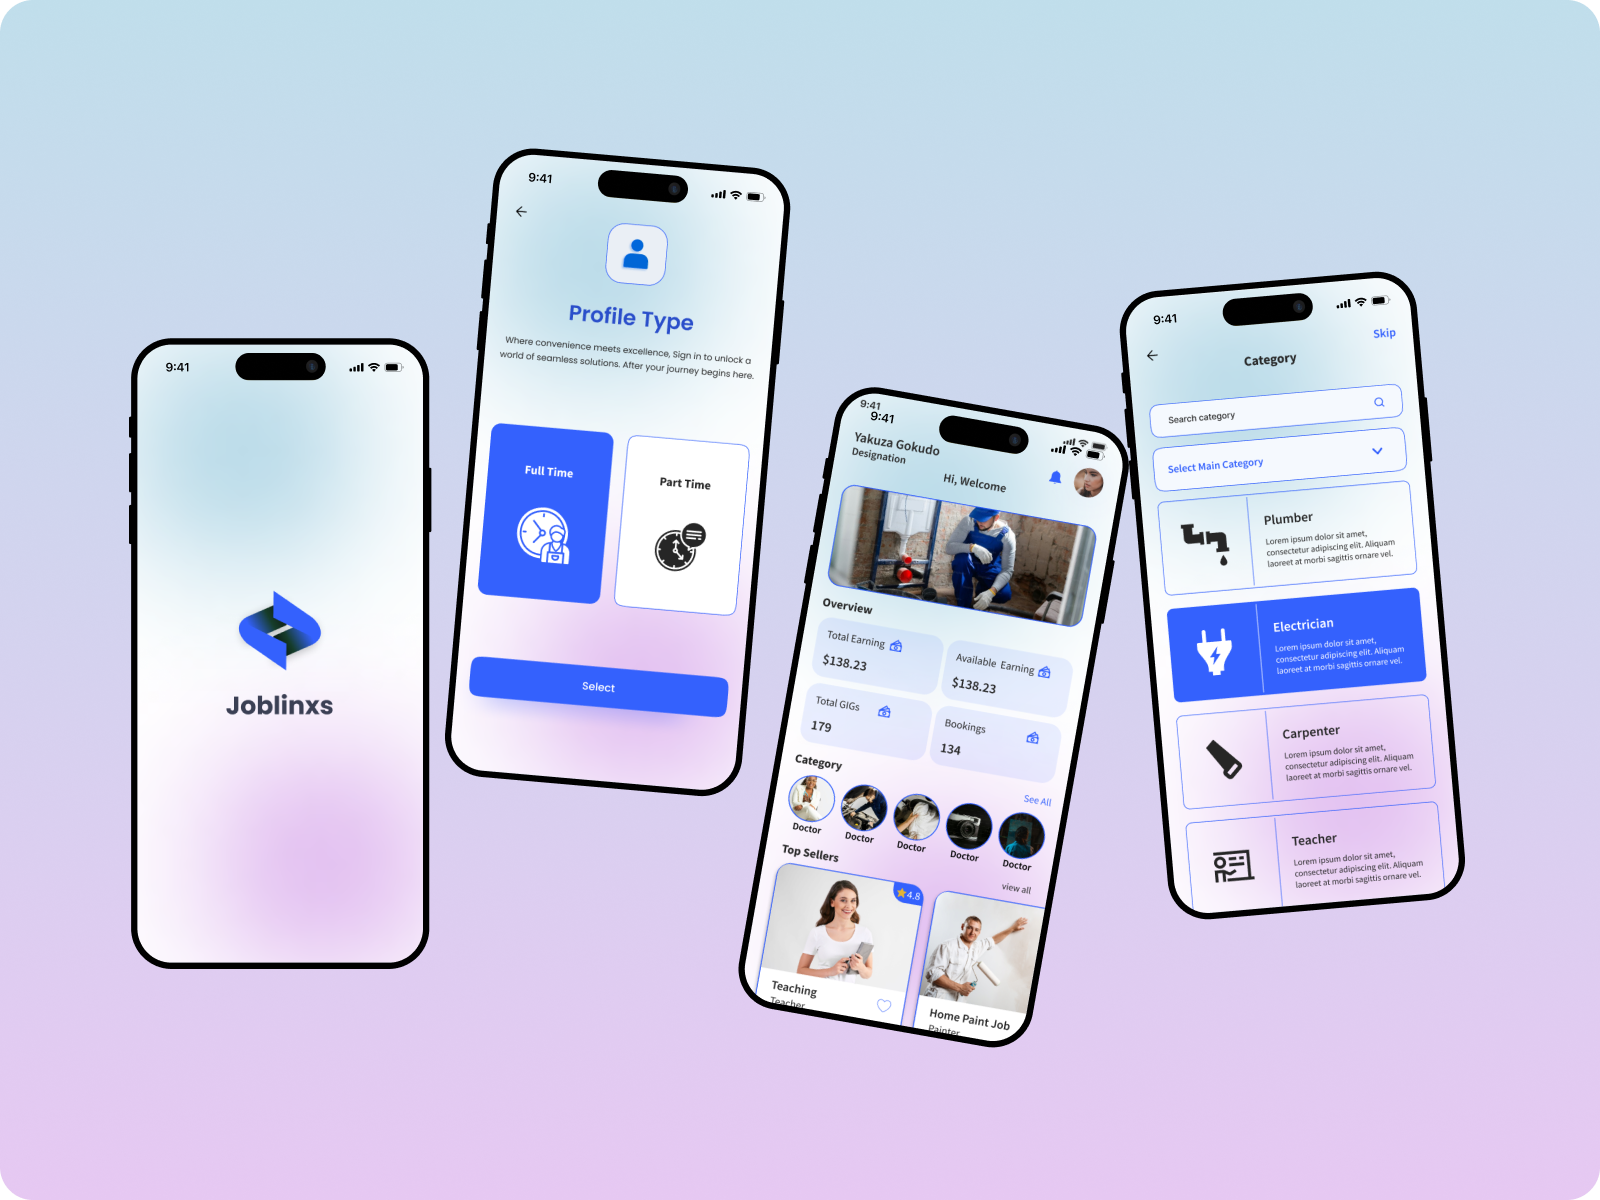 9:41
Joblinxs
9:41
Profile Type
Where convenience meets excellence, Sign in to unlock a
world of seamless solutions. After your journey begins here.
Full Time
Part Time
Select
9:41
9:41
Yakuza Gokudo
Designation
Hi, Welcome
Overview
Total Earning
$138.23
Available Earning
$138.23
Total GIGs
179
Bookings
134
Category
See All
Doctor
Doctor
Doctor
Doctor
Doctor
Top Sellers
view all
4.8
Teaching
Teacher
Home Paint Job
Painter
9:41
Skip
Category
Search category
Select Main Category
Plumber
Lorem ipsum dolor sit amet,
consectetur adipiscing elit. Aliquam
laoreet at morbi sagittis ornare vel.
Electrician
Lorem ipsum dolor sit amet,
consectetur adipiscing elit. Aliquam
laoreet at morbi sagittis ornare vel.
Carpenter
Lorem ipsum dolor sit amet,
consectetur adipiscing elit. Aliquam
laoreet at morbi sagittis ornare vel.
Teacher
Lorem ipsum dolor sit amet,
consectetur adipiscing elit. Aliquam
laoreet at morbi sagittis ornare vel.